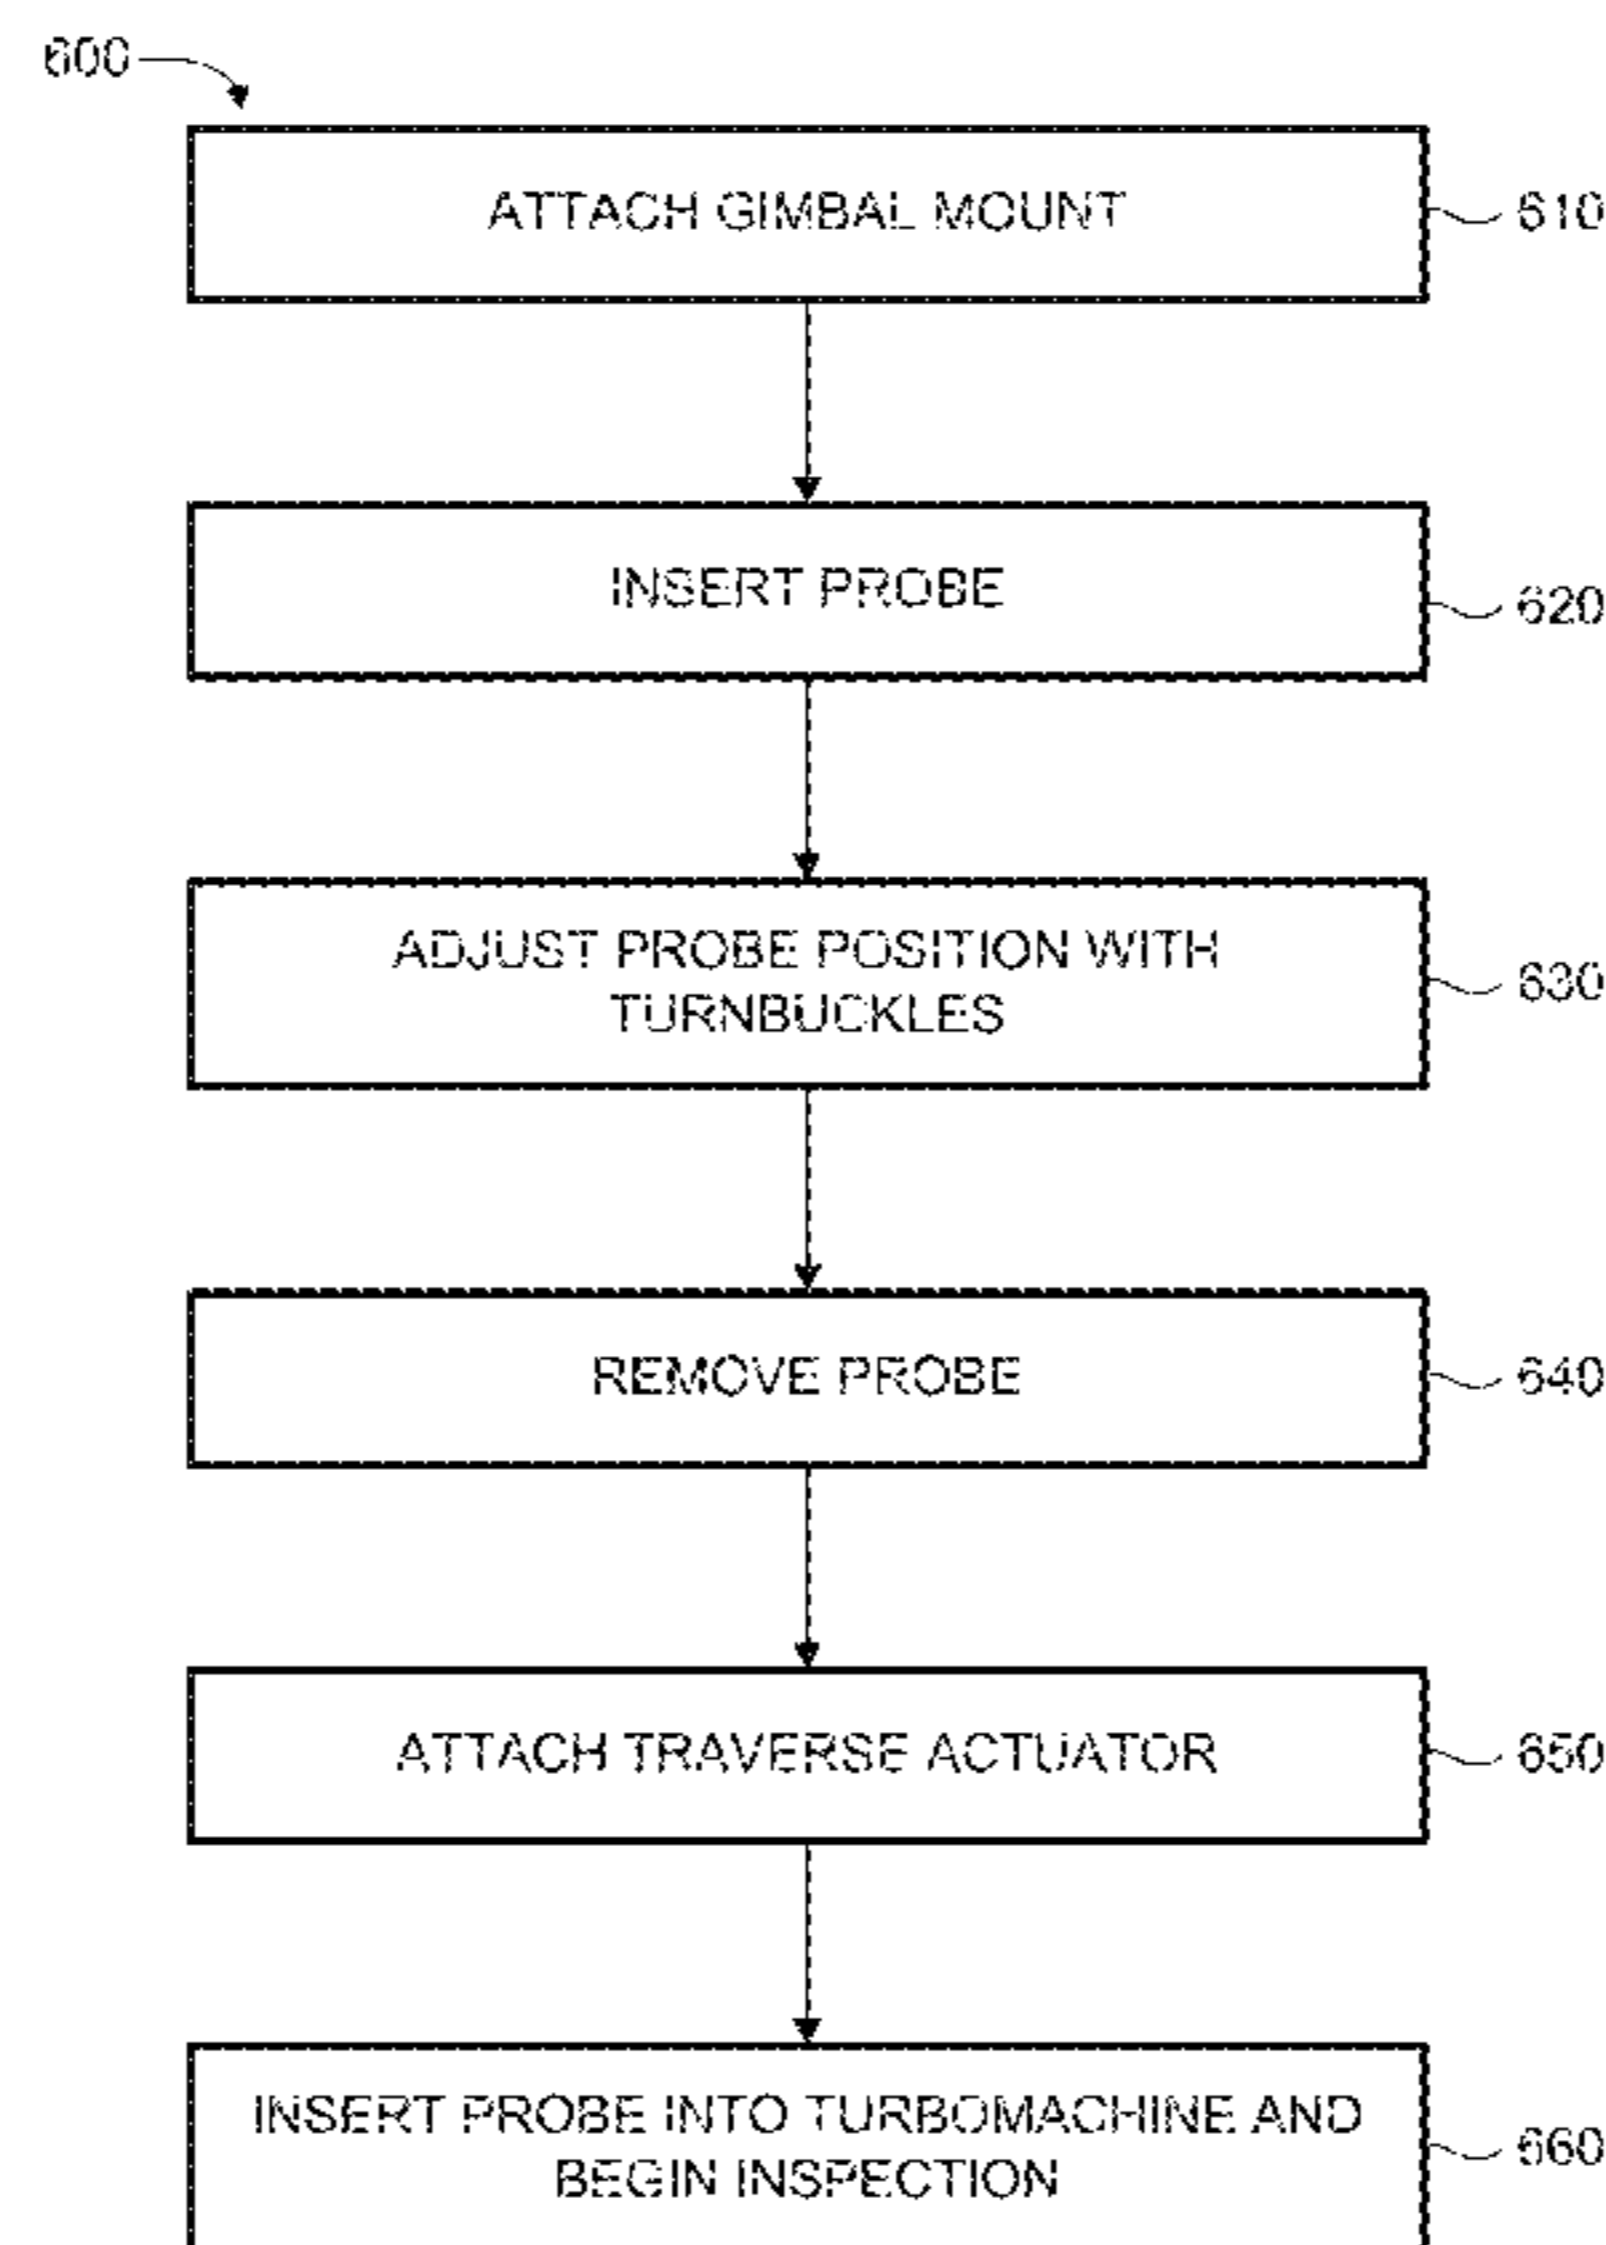 600
ATTACH GIMBAL MOUNT
610
INSERT PROBE
620
ADJUST PROBE POSITION WITH
TURNBUCKLES
630
REMOVE PROBE
640
ATTACH TRAVERSE ACTUATOR
650
INSERT PROBE INTO TURBOMACHINE AND
BEGIN INSPECTION
660